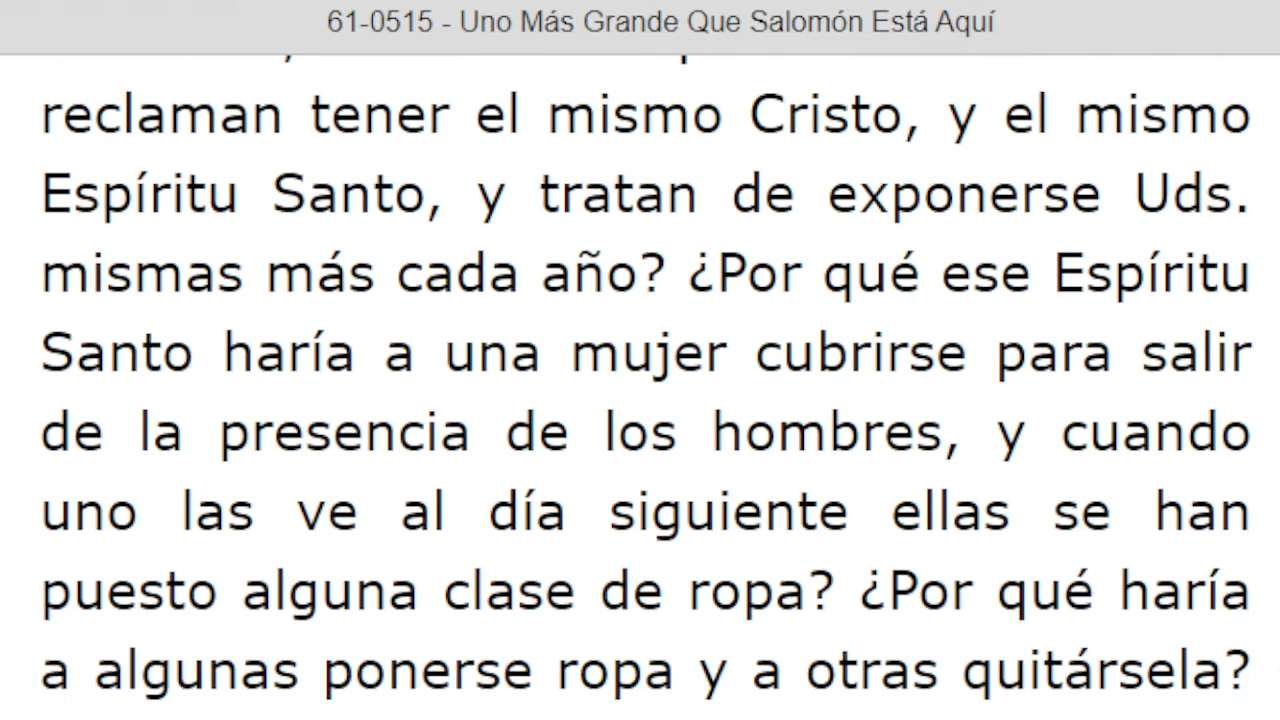 61-0515 - Uno Más Grande Que Salomón Está Aquí
reclaman tener el mismo Cristo, y el mismo
Espíritu Santo, y tratan de exponerse Uds.
mismas más cada año? ¿Por qué ese Espíritu
Santo haría a una mujer cubrirse para salir
de la presencia de los hombres, y cuando
uno las ve al día siguiente ellas se han
puesto alguna clase de ropa? ¿Por qué haría
a algunas ponerse ropa y a otras quitársela?